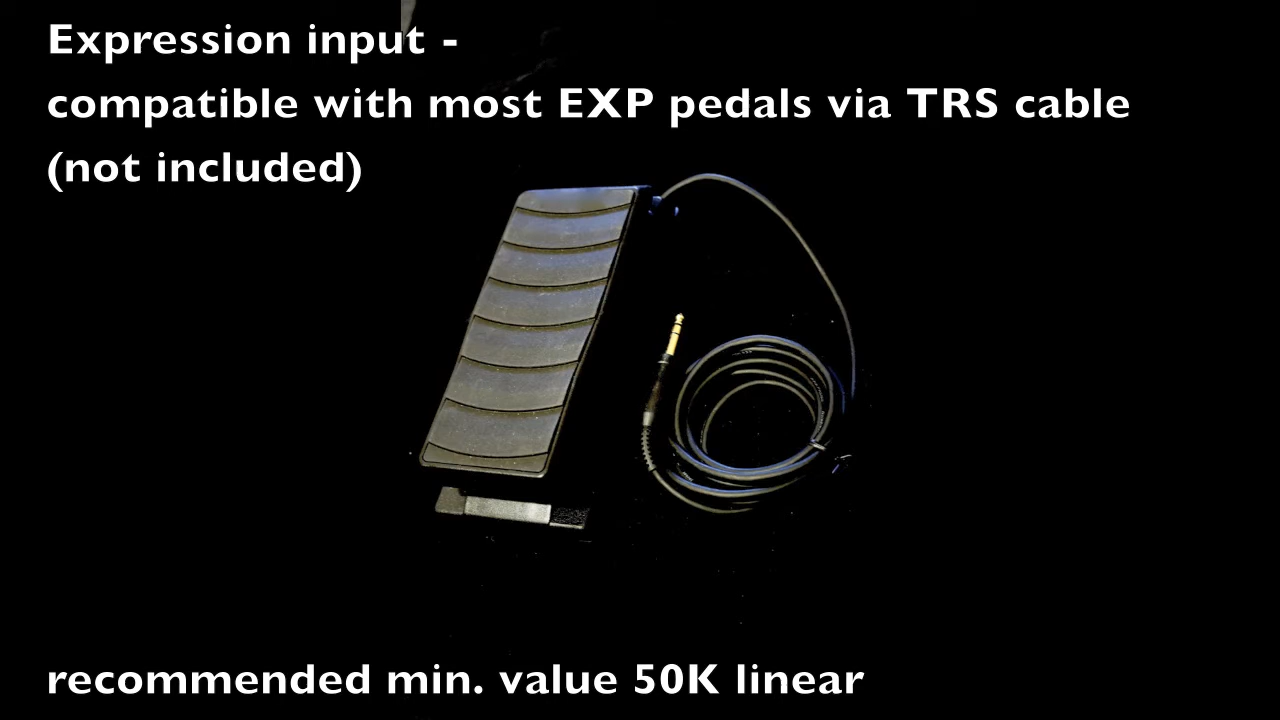 Expression input -
compatible with most EXP pedals via TRS cable
(not included)
recommended min. value 50K linear